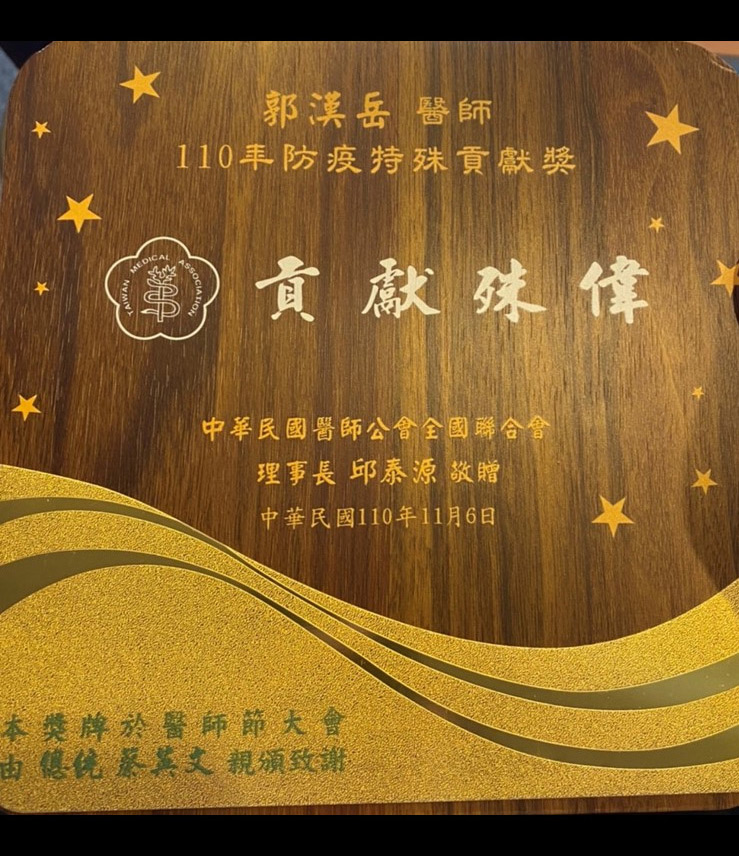 郭漢岳 醫師
110年防疫特殊貢獻獎
TAIWAN MEDICAL ASSOCIATION
貢獻殊偉
中華民國醫師公會全國聯合會
理事長 邱泰源 敬贈
中華民國110年11月6日
本獎牌於醫師節大會
由 總統 蔡英文 親頒致謝